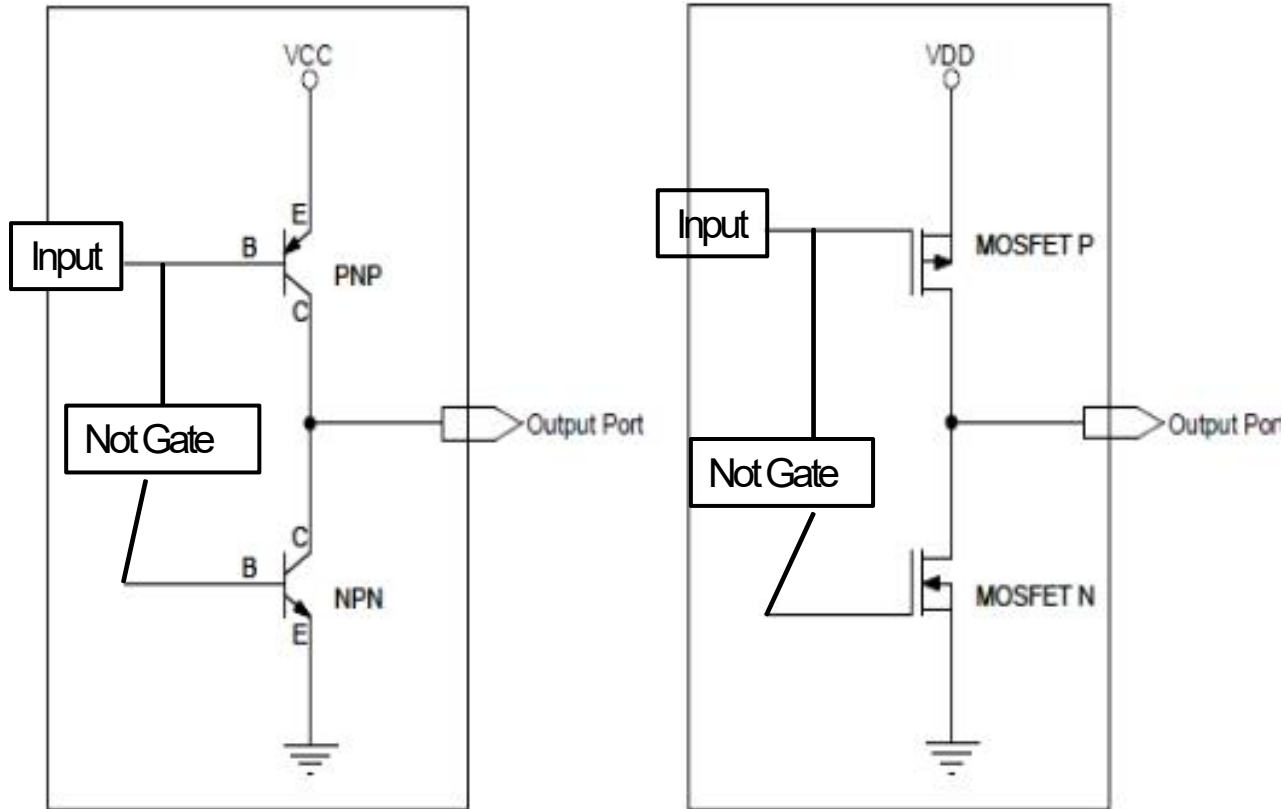 VCC
E
Input
B
PNP
C
Not Gate
Output Port
C
B
NPN
E
VDD
Input
MOSFET P
Not Gate
Output Port
MOSFET N